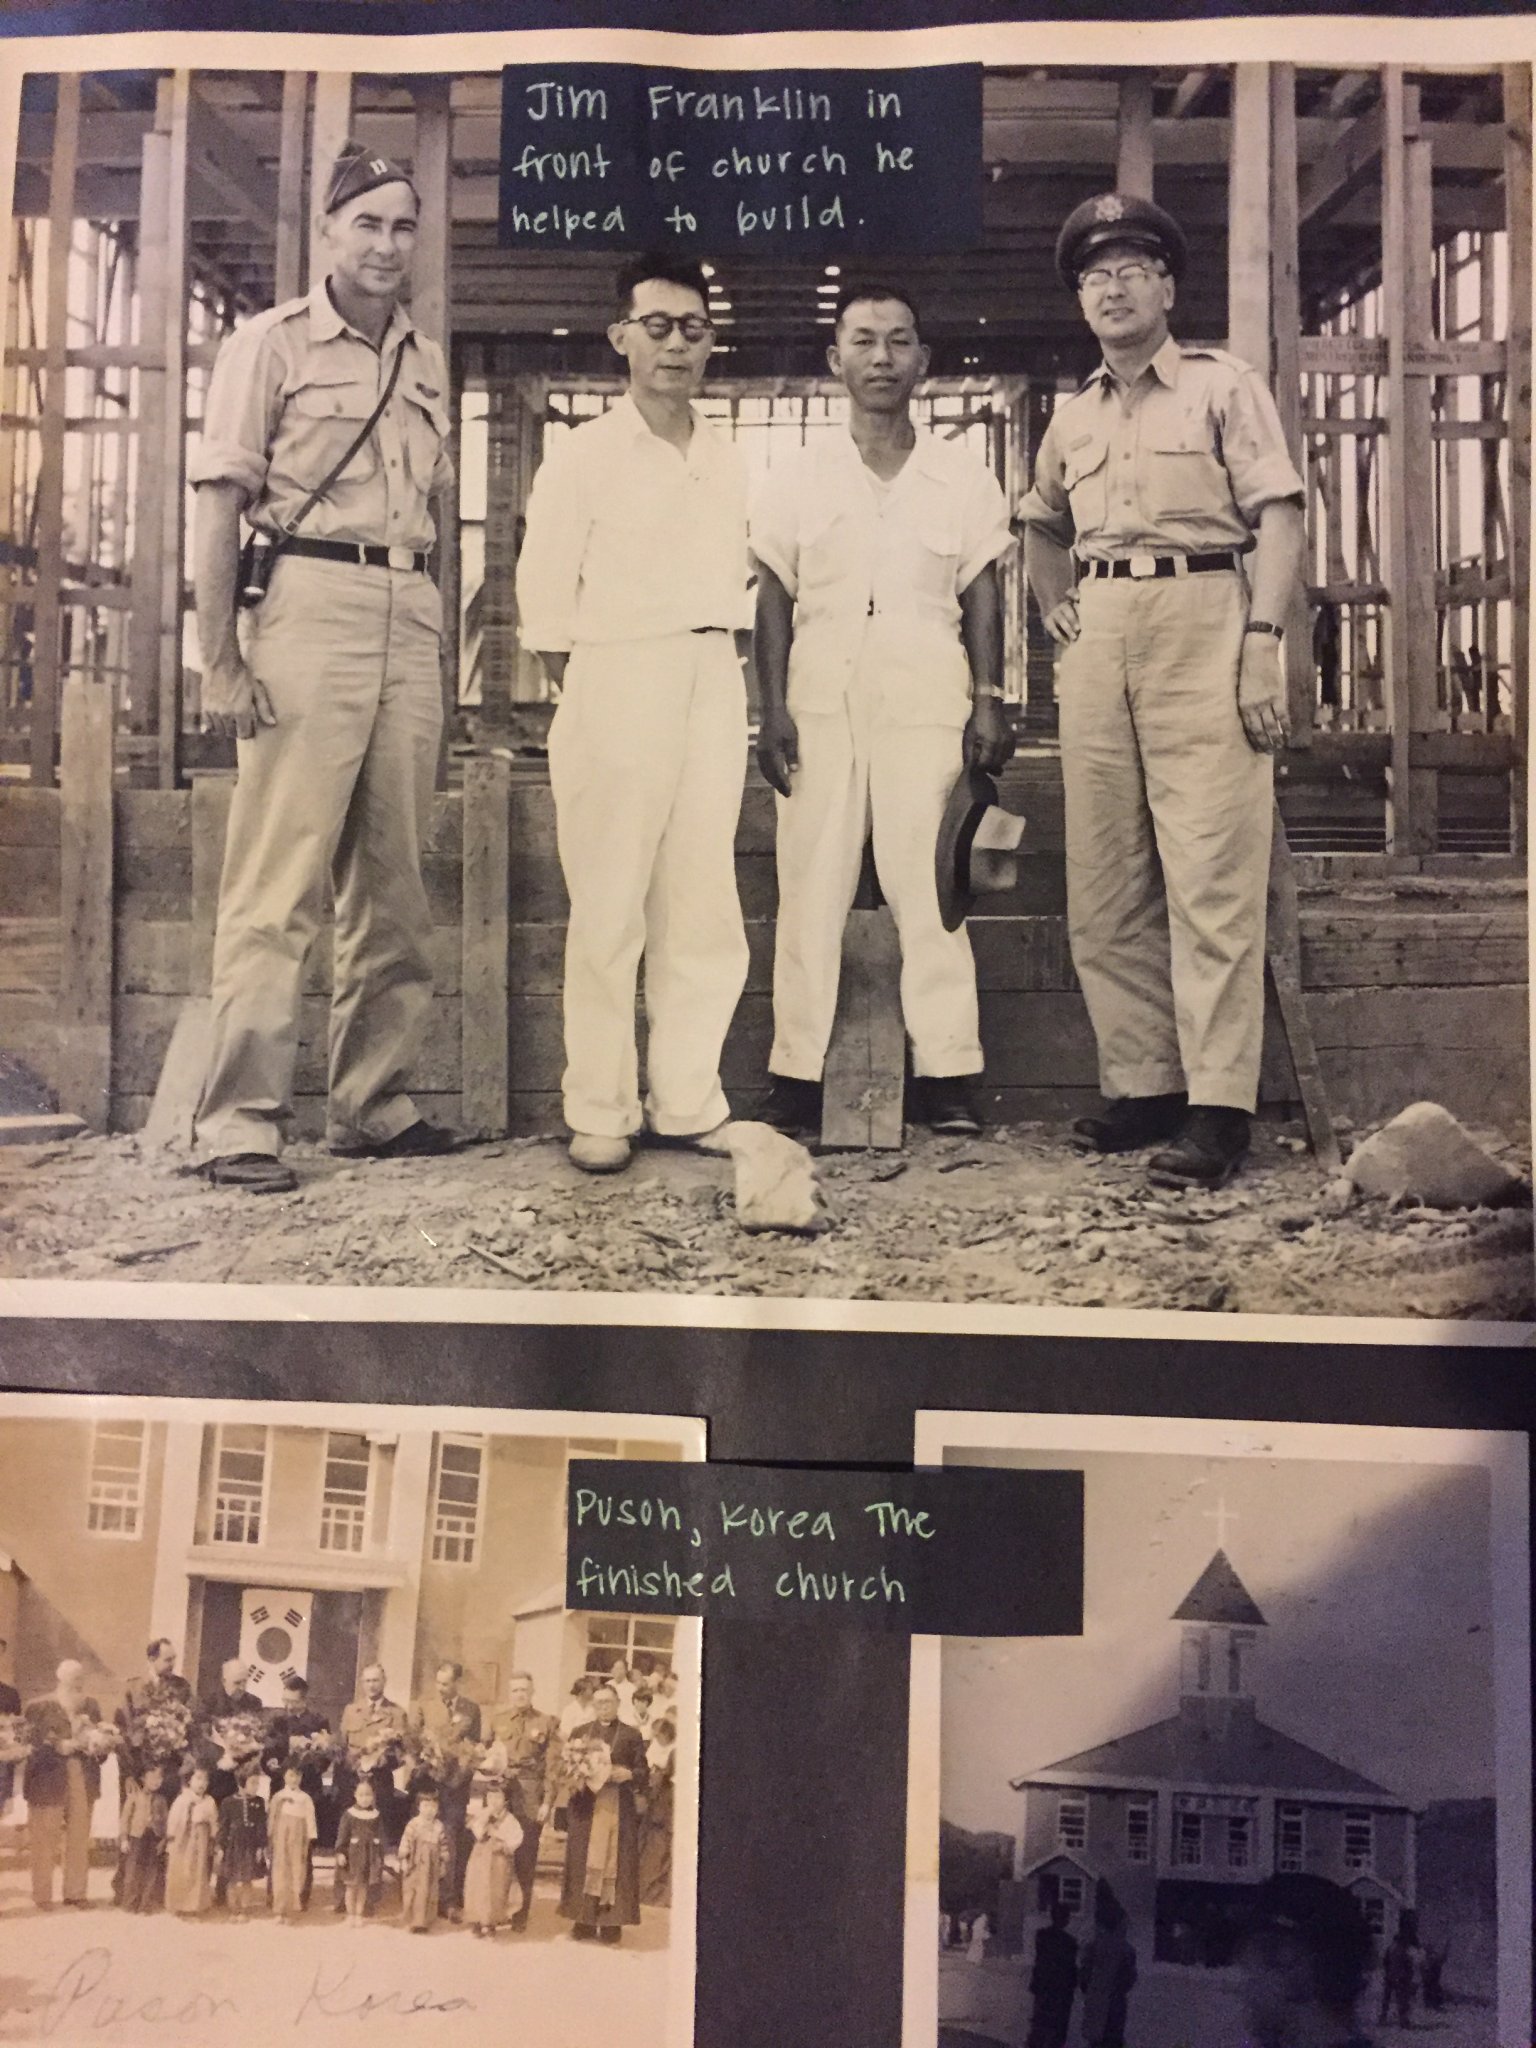 Jim Franklin in
front of church he
helped to build.
Puson, Korea The
finished church
Puson Korea